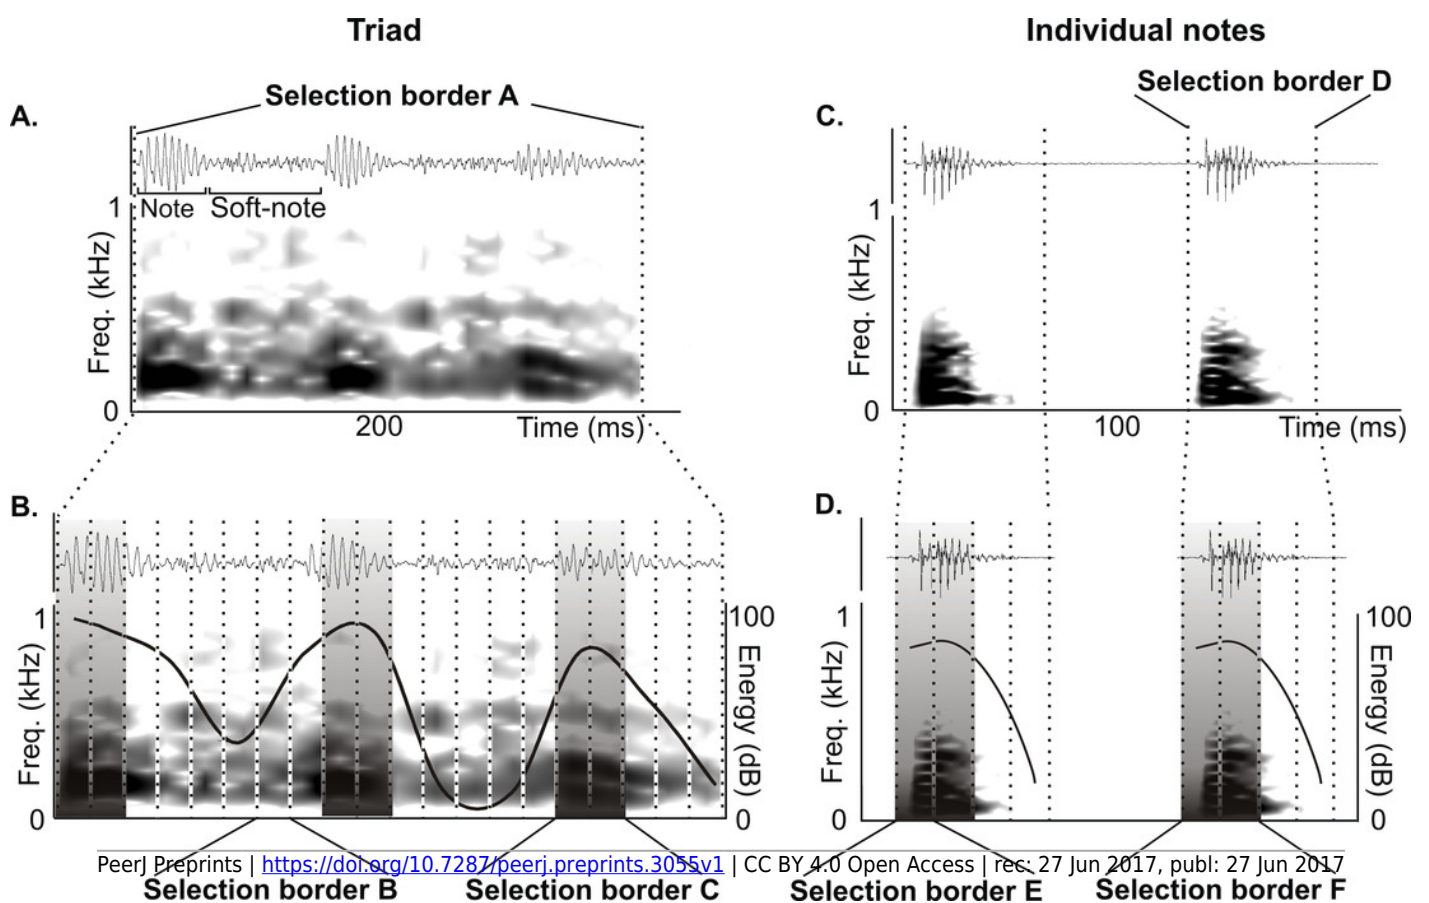 Triad
Individual notes
Selection border A
Selection border D
A.
C.
Note Soft-note
1
Freq. (kHz)
0
200 Time (ms)
1
Freq. (kHz)
0
100 Time (ms)
B.
D.
1
Freq. (kHz)
0
100
Energy (dB)
0
1
Freq. (kHz)
0
100
Energy (dB)
0
PeerJ Preprints | https://doi.org/10.7287/peerj.preprints.3055v1 | CC BY 4.0 Open Access | rec: 27 Jun 2017, publ: 27 Jun 2017
Selection border B
Selection border C
Selection border E
Selection border F